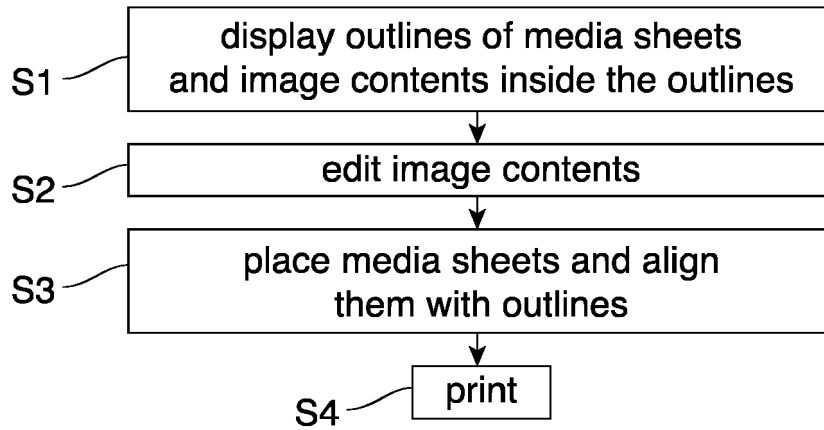 display outlines of media sheets
S1 and image contents inside the outlines
S2 edit image contents
place media sheets and align
S3 them with outlines
print
S4